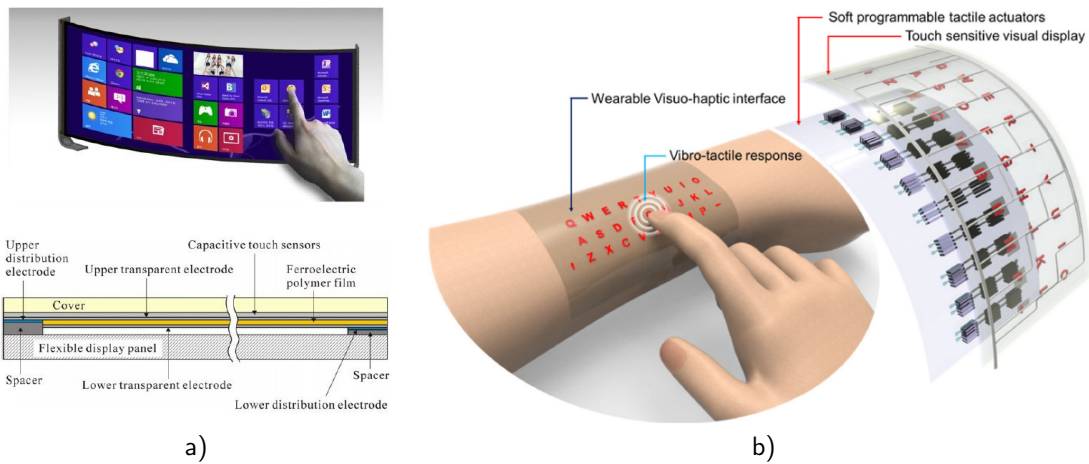 Upper
distribution
electrode
Capacitive touch sensors
Upper transparent electrode
Ferroelectric
polymer film
Cover
Flexible display panel
Spacer
Lower transparent electrode
Spacer
Lower distribution electrode
a)
Soft programmable tactile actuators
Touch sensitive visual display
Wearable Visuo-haptic interface
Vibro-tactile response
Q W E R Y U I O
A S D F J K L
Z X C V P
b)